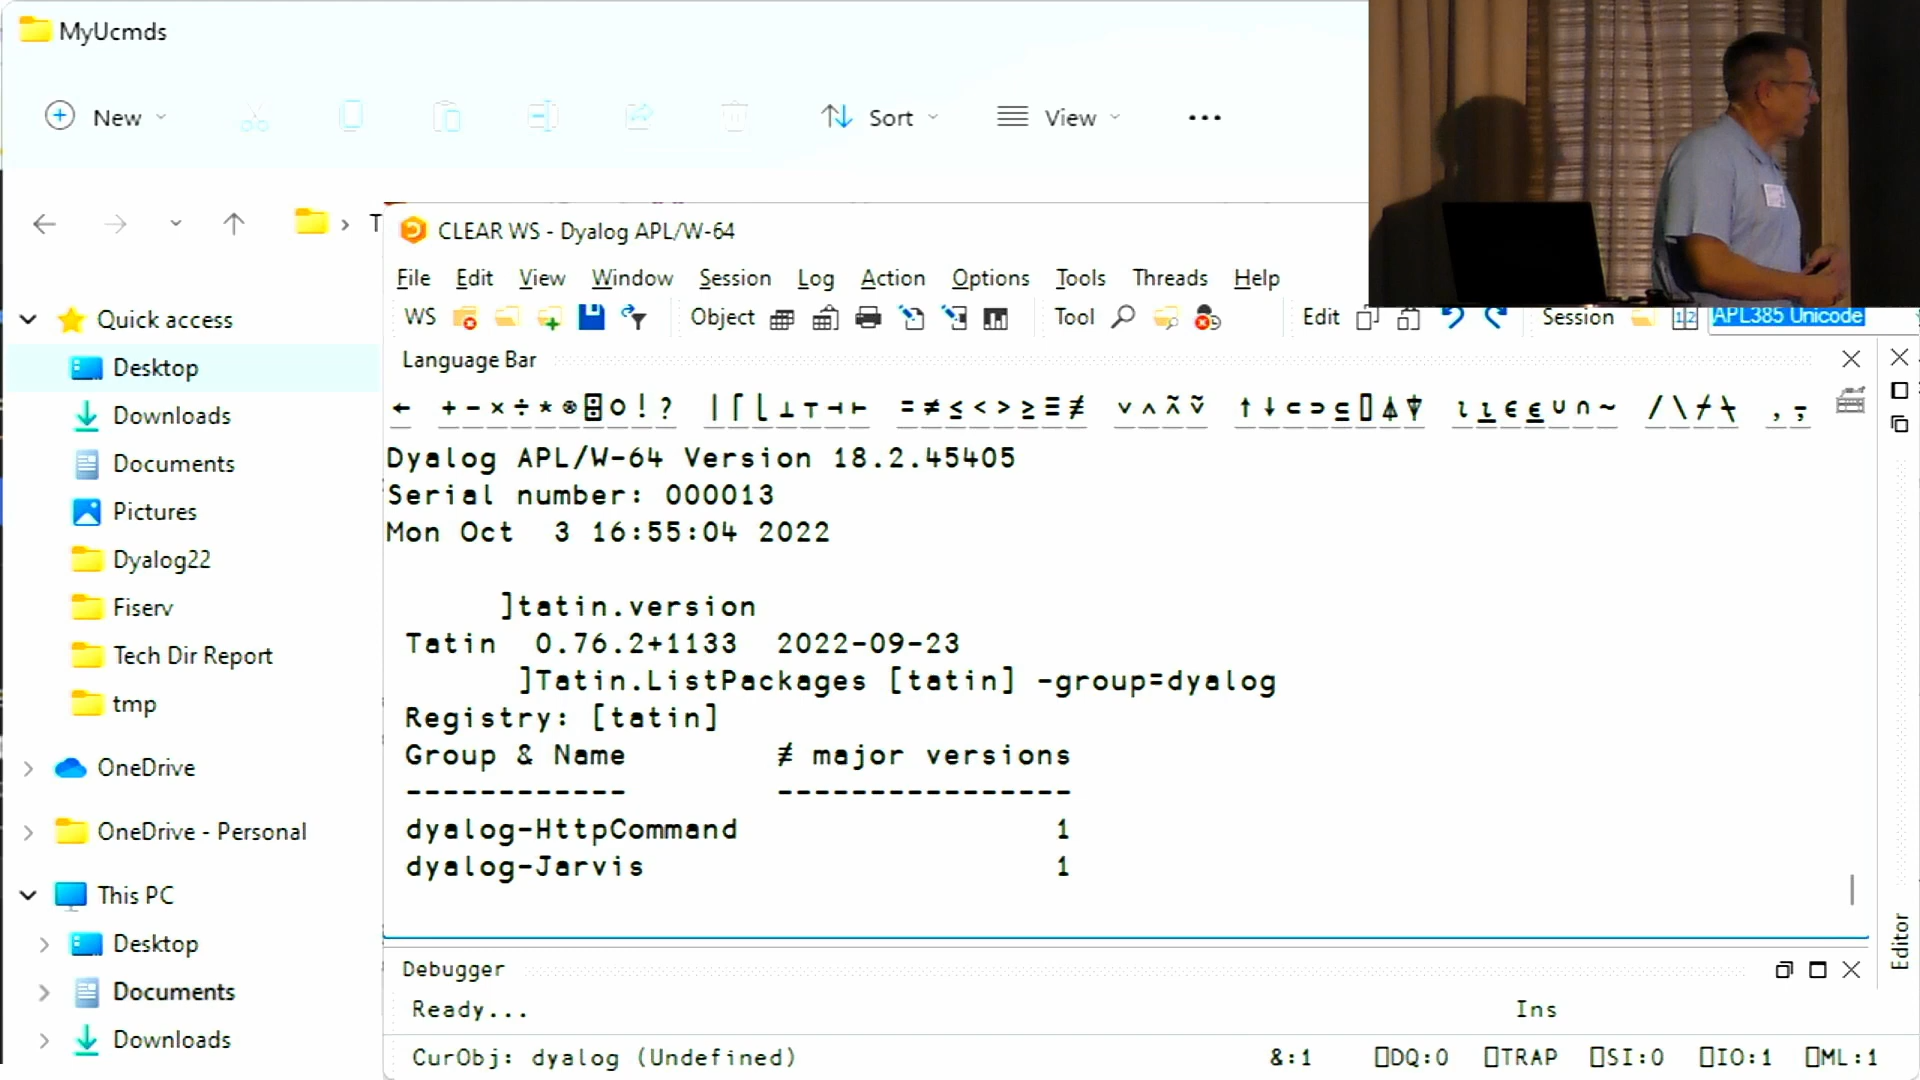 MyUcmds
New
Sort
View
T
CLEAR WS - Dyalog APL/W-64
File Edit View Window Session Log Action Options Tools Threads Help
WS Object Tool Edit Session APL385 Unicode
Language Bar
Quick access
Desktop
Downloads
Documents
Pictures
Dyalog22
Fiserv
Tech Dir Report
tmp
OneDrive
OneDrive - Personal
This PC
Desktop
Documents
Downloads
Dyalog APL/W-64 Version 18.2.45405
Serial number: 000013
Mon Oct 3 16:55:04 2022
]tatin.version
Tatin 0.76.2+1133 2022-09-23
]Tatin.ListPackages [tatin] -group=dyalog
Registry: [tatin]
Group & Name ≢ major versions
------------ ----------------
dyalog-HttpCommand 1
dyalog-Jarvis 1
Editor
Debugger
Ready...
Ins
CurObj: dyalog (Undefined) &:1 ⎕DQ:0 ⎕TRAP ⎕SI:0 ⎕IO:1 ⎕ML:1